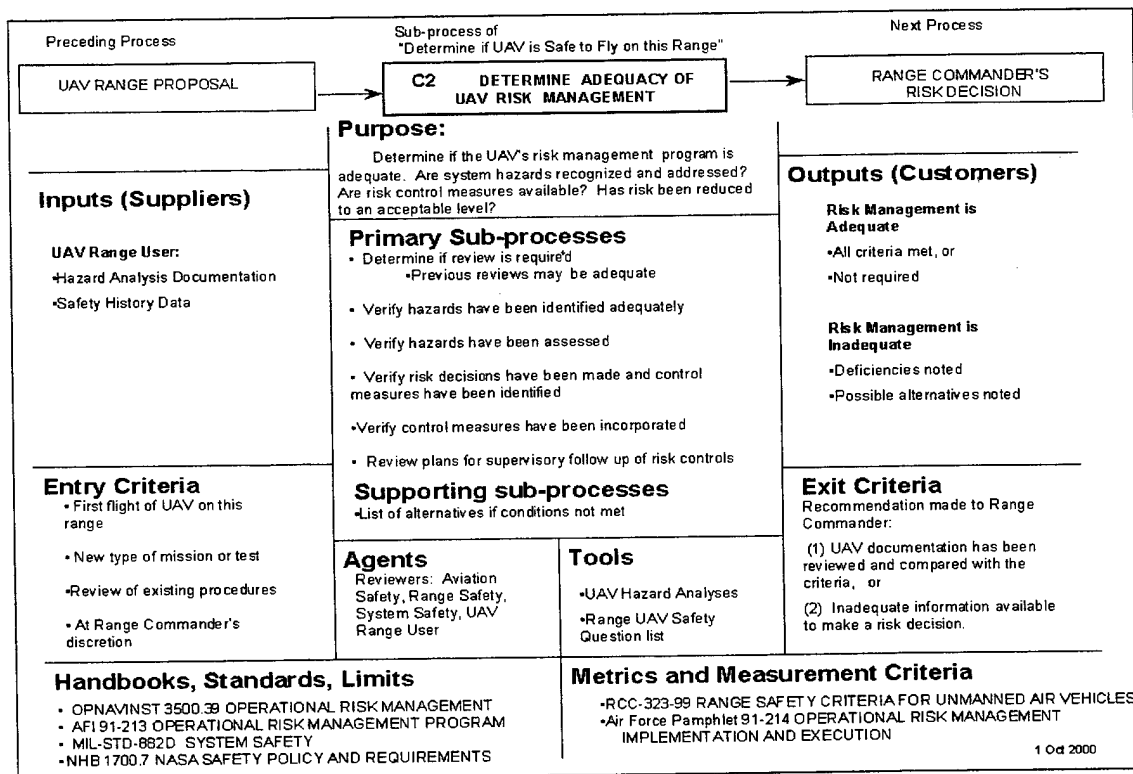 Preceding Process
Sub-process of
"Determine if UAV is Safe to Fly on this Range"
Next Process
UAV RANGE PROPOSAL
C2 DETERMINE ADEQUACY OF
UAV RISK MANAGEMENT
RANGE COMMANDER'S
RISK DECISION
Purpose:
Determine if the UAV's risk management program is
adequate. Are system hazards recognized and addressed?
Are risk control measures available? Has risk been reduced
to an acceptable level?
Inputs (Suppliers)
UAV Range User:
•Hazard Analysis Documentation
•Safety History Data
Primary Sub-processes
• Determine if review is require'd
•Previous reviews may be adequate
• Verify hazards have been identified adequately
• Verify hazards have been assessed
• Verify risk decisions have been made and control
measures have been identified
•Verify control measures have been incorporated
• Review plans for supervisory follow up of risk controls
Supporting sub-processes
•List of alternatives if conditions not met
Outputs (Customers)
Risk Management is
Adequate
•All criteria met, or
•Not required
Risk Management is
Inadequate
•Deficiencies noted
•Possible alternatives noted
Entry Criteria
• First flight of UAV on this
range
• New type of mission or test
•Review of existing procedures
• At Range Commander's
discretion
Agents
Reviewers: Aviation
Safety, Range Safety,
System Safety, UAV
Range User
Tools
•UAV Hazard Analyses
•Range UAV Safety
Question list
Exit Criteria
Recommendation made to Range
Commander:
(1) UAV documentation has been
reviewed and compared with the
criteria, or
(2) Inadequate information available
to make a risk decision.
Handbooks, Standards, Limits
• OPNAVINST 3500.39 OPERATIONAL RISK MANAGEMENT
• AFI 91-213 OPERATIONAL RISK MANAGEMENT PROGRAM
• MIL-STD-882D SYSTEM SAFETY
•NHB 1700.7 NASA SAFETY POLICY AND REQUIREMENTS
Metrics and Measurement Criteria
•RCC-323-99 RANGE SAFETY CRITERIA FOR UNMANNED AIR VEHICLES
•Air Force Pamphlet 91-214 OPERATIONAL RISK MANAGEMENT
IMPLEMENTATION AND EXECUTION
1 Oct 2000